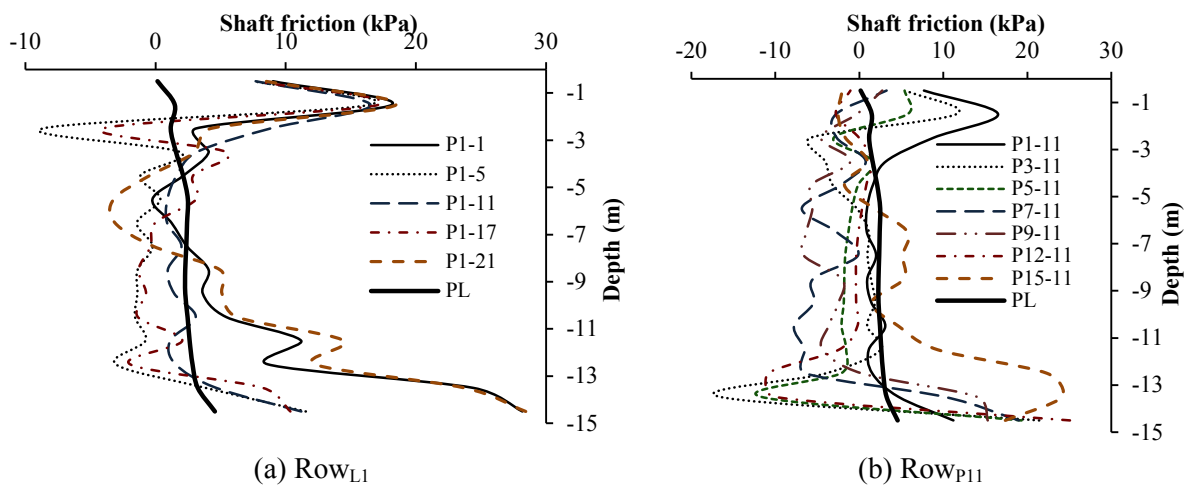 Shaft friction (kPa)
-10 0 10 20 30
-1
-3
-5
-7
-9
-11
-13
-15
Depth (m)
P1-1
P1-5
P1-11
P1-17
P1-21
PL
(a) RowL1
Shaft friction (kPa)
-20 -10 0 10 20 30
-1
-3
-5
-7
-9
-11
-13
-15
Depth (m)
P1-11
P3-11
P5-11
P7-11
P9-11
P12-11
P15-11
PL
(b) RowP11